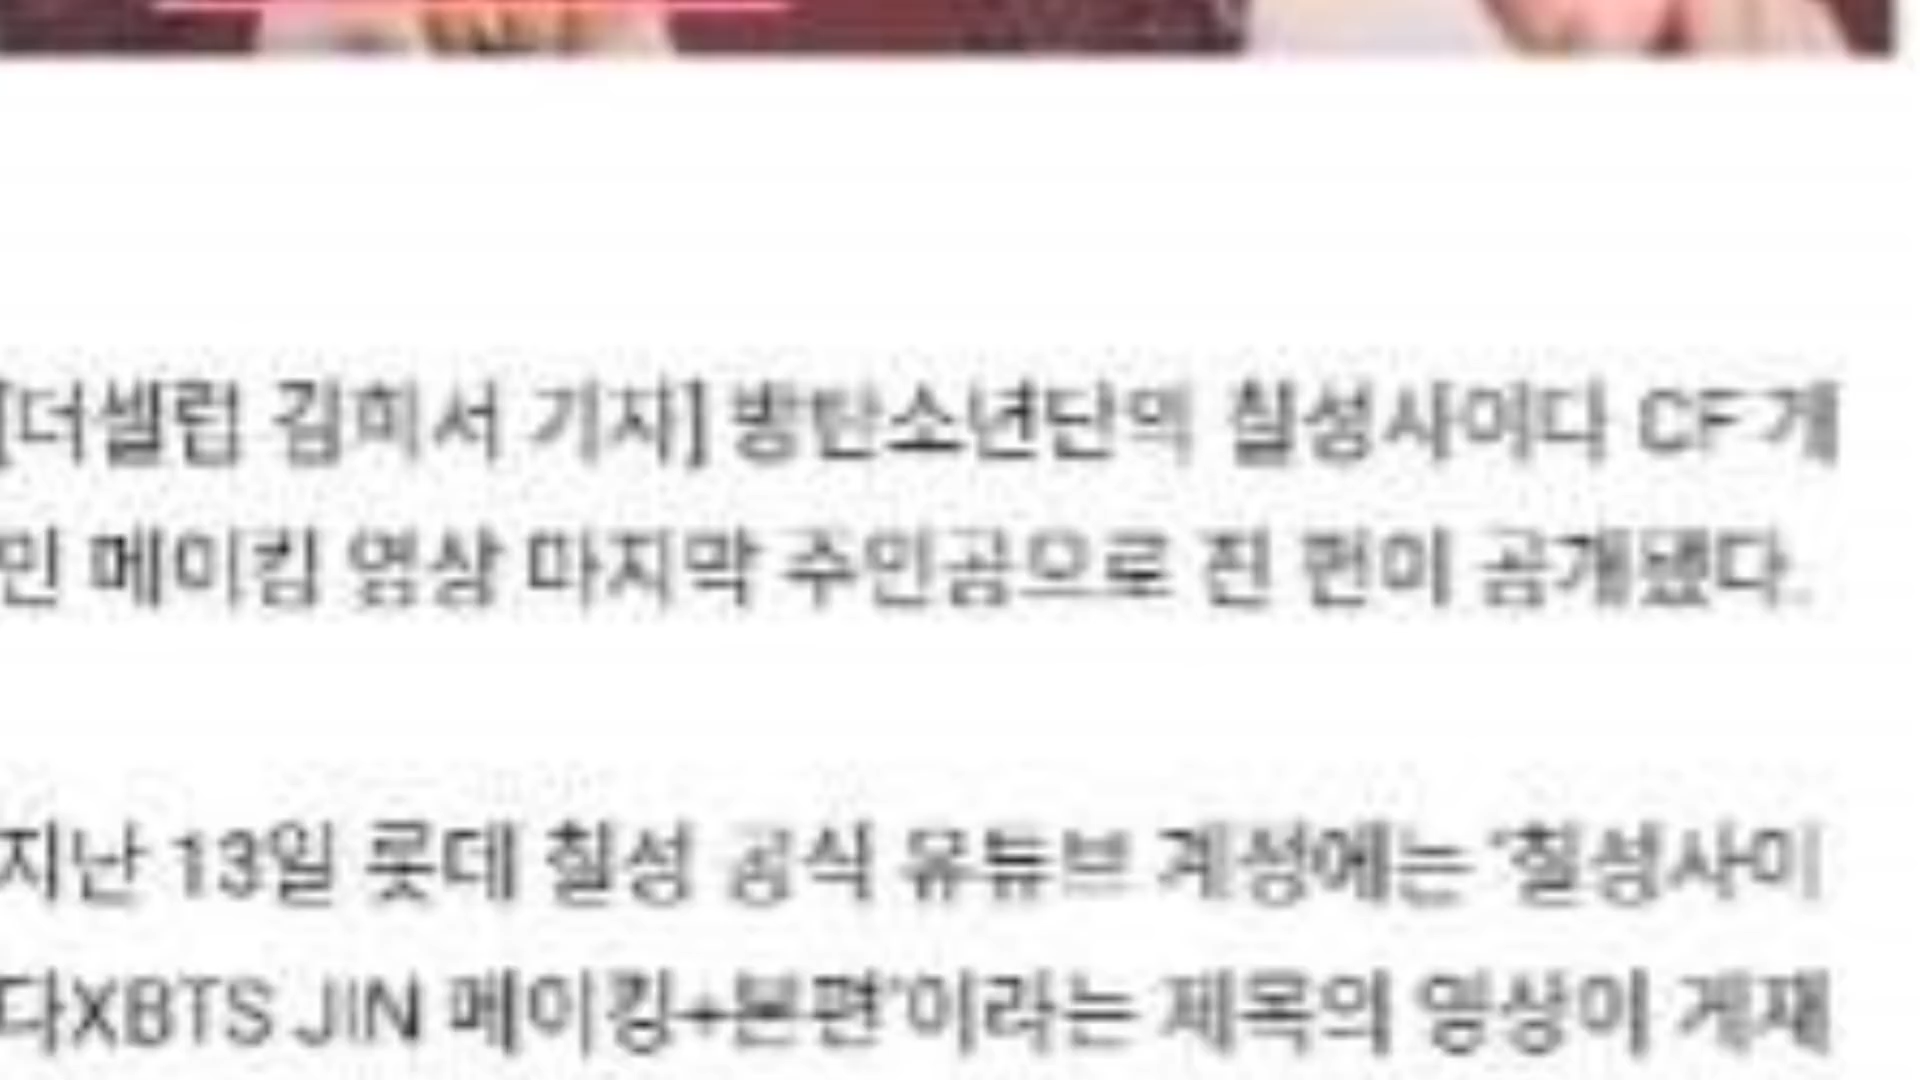 [더셀럽 김희서 기자] 방탄소년단의 칠성사이다 CF 개
인 메이킹 영상 마지막 주인공으로 진 편이 공개됐다.
지난 13일 롯데 칠성 공식 유튜브 계정에는 '칠성사이
다XBTS JIN 메이킹+본편'이라는 제목의 영상이 게재